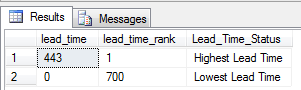 Results Messages
lead_time lead_time_rank Lead_Time_Status
1 443 1 Highest Lead Time
2 0 700 Lowest Lead Time